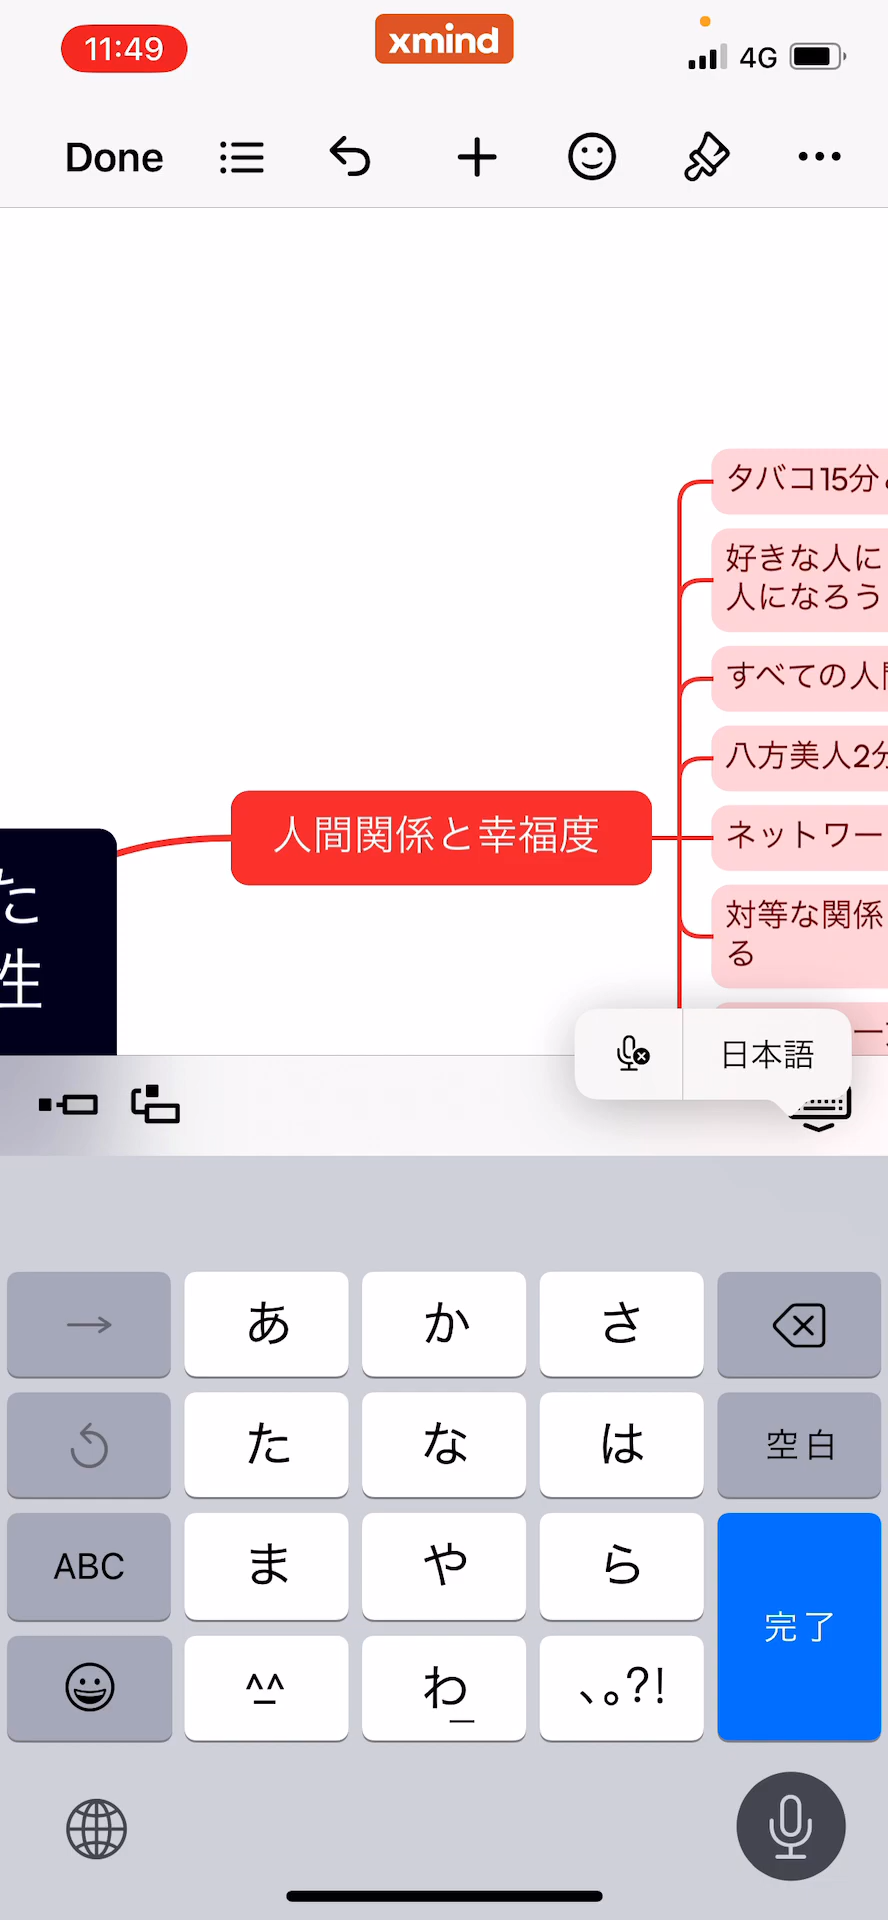 11:49
xmind
4G
Done
タバコ15分
好きな人に
人になろう
すべての人
八方美人2
人間関係と幸福度
ネットワー
た
対等な関係
性
る
日本語
あ
か
さ
た
な
は
空白
ABC
ま
や
ら
完了
^_^
わ_
、。?!